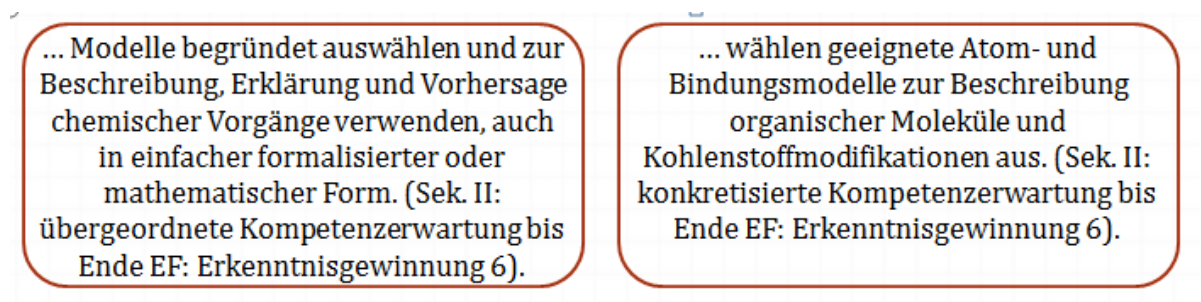 ... Modelle begründet auswählen und zur
Beschreibung, Erklärung und Vorhersage
chemischer Vorgänge verwenden, auch
in einfacher formalisierter oder
mathematischer Form. (Sek. II:
übergeordnete Kompetenzerwartung bis
Ende EF: Erkenntnisgewinnung 6).
... wählen geeignete Atom- und
Bindungsmodelle zur Beschreibung
organischer Moleküle und
Kohlenstoffmodifikationen aus. (Sek. II:
konkretisierte Kompetenzerwartung bis
Ende EF: Erkenntnisgewinnung 6).